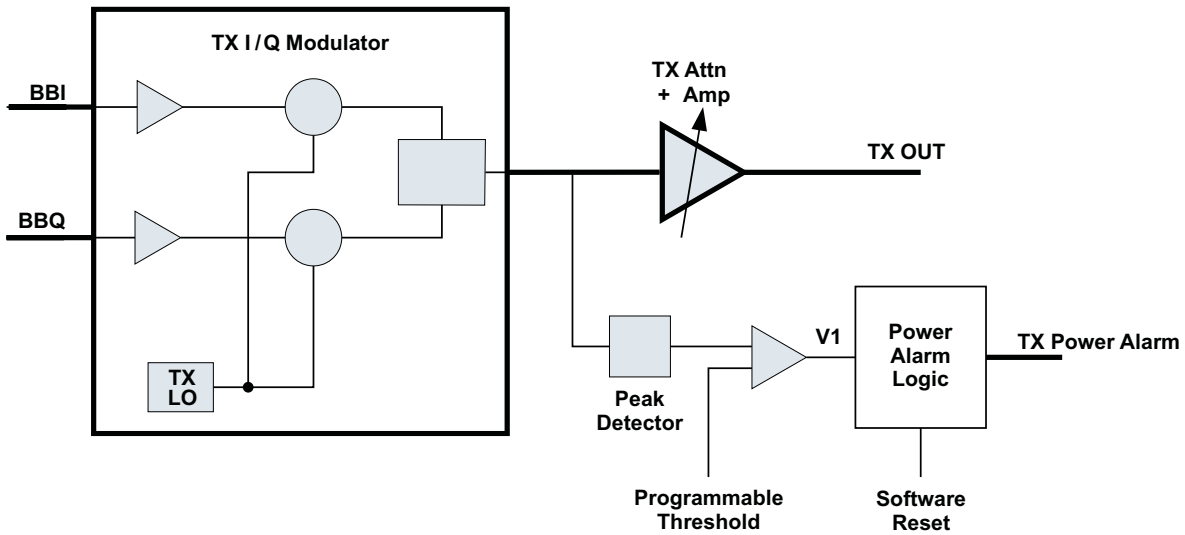 TX I/Q Modulator
BBI
BBQ
TX
LO
TX Attn
+ Amp
TX OUT
Peak
Detector
Programmable
Threshold
V1
Power
Alarm
Logic
TX Power Alarm
Software
Reset